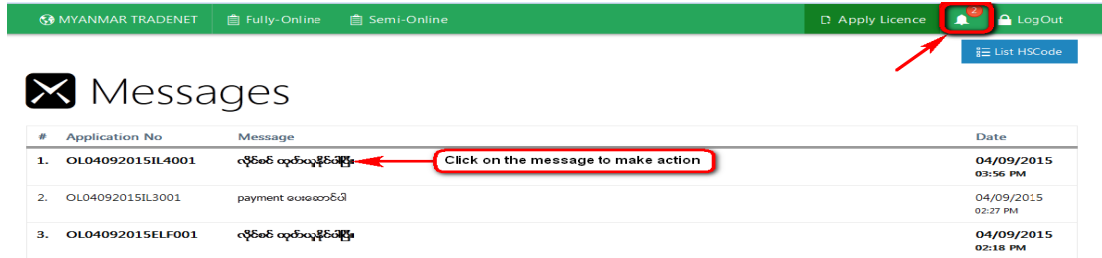 MYANMAR TRADENET Fully-Online Semi-Online Apply Licence 2 LogOut
List HSCode
Messages
# Application No Message Date
1. OL04092015IL4001 လိုင်စင် ထုတ်ယူနိုင်ပါပြီ။ Click on the message to make action 04/09/2015
03:56 PM
2. OL04092015IL3001 payment ပေးဆောင်ပါ 04/09/2015
02:27 PM
3. OL04092015ELF001 လိုင်စင် ထုတ်ယူနိုင်ပါပြီ။ 04/09/2015
02:18 PM